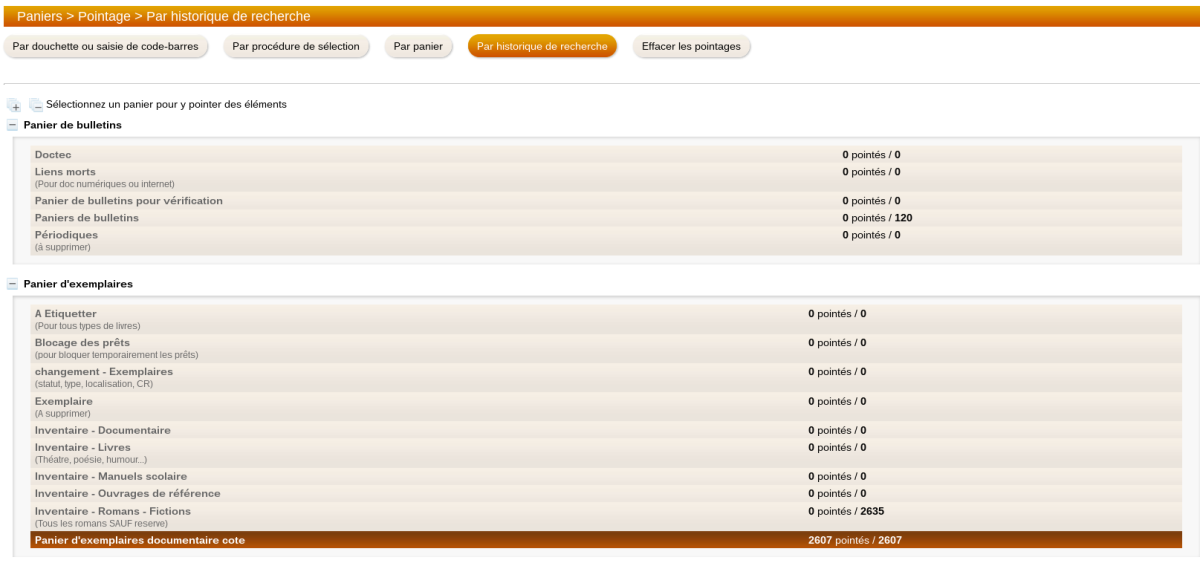 Paniers > Pointage > Par historique de recherche
Par douchette ou saisie de code-barres Par procédure de sélection Par panier Par historique de recherche Effacer les pointages
Sélectionnez un panier pour y pointer des éléments
Panier de bulletins
Doctec 0 pointés / 0
Liens morts 0 pointés / 0
(Pour doc numériques ou internet)
Panier de bulletins pour vérification 0 pointés / 0
Paniers de bulletins 0 pointés / 120
Périodiques 0 pointés / 0
(á supprimer)
Panier d'exemplaires
A Etiquetter 0 pointés / 0
(Pour tous types de livres)
Blocage des prêts 0 pointés / 0
(pour bloquer temporairement les prêts)
changement - Exemplaires 0 pointés / 0
(statut, type, localisation, CR)
Exemplaire 0 pointés / 0
(A supprimer)
Inventaire - Documentaire 0 pointés / 0
Inventaire - Livres 0 pointés / 0
(Théatre, poésie, humour...)
Inventaire - Manuels scolaire 0 pointés / 0
Inventaire - Ouvrages de référence 0 pointés / 0
Inventaire - Romans - Fictions 0 pointés / 2635
(Tous les romans SAUF reserve)
Panier d'exemplaires documentaire cote 2607 pointés / 2607